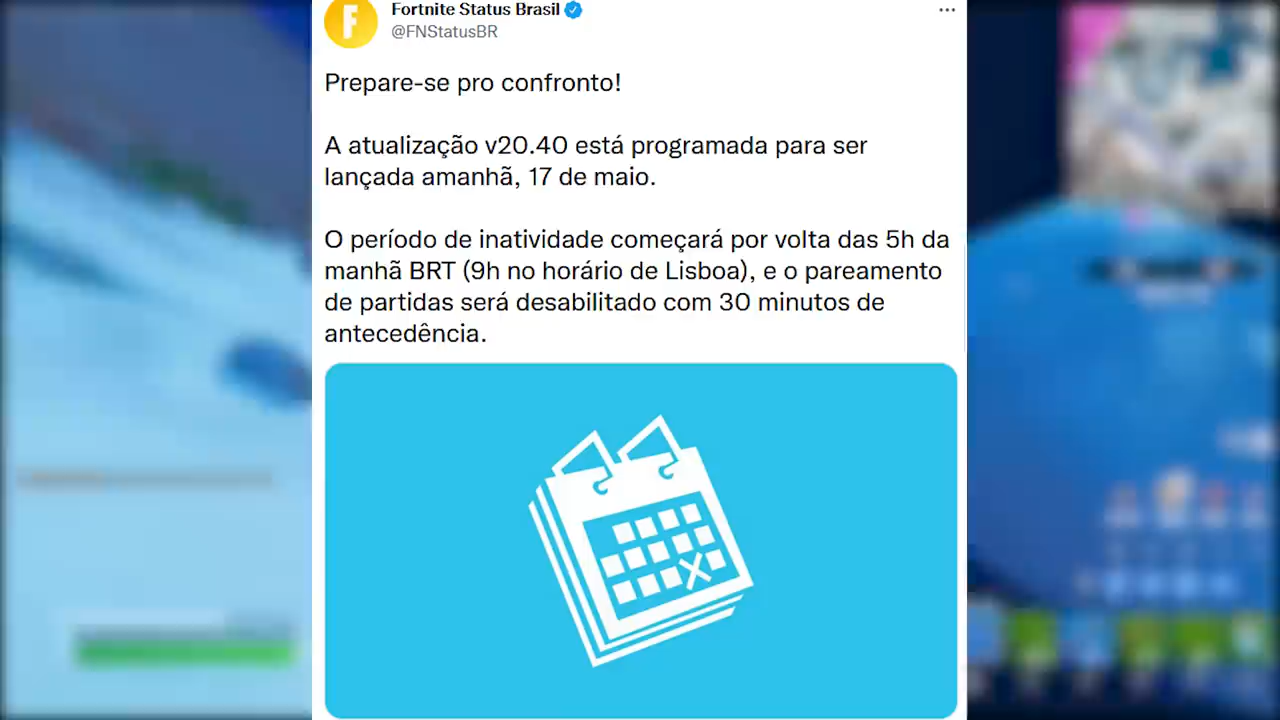 Fortnite Status Brasil
@FNStatusBR
Prepare-se pro confronto!
A atualização v20.40 está programada para ser
lançada amanhã, 17 de maio.
O período de inatividade começará por volta das 5h da
manhã BRT (9h no horário de Lisboa), e o pareamento
de partidas será desabilitado com 30 minutos de
antecedência.